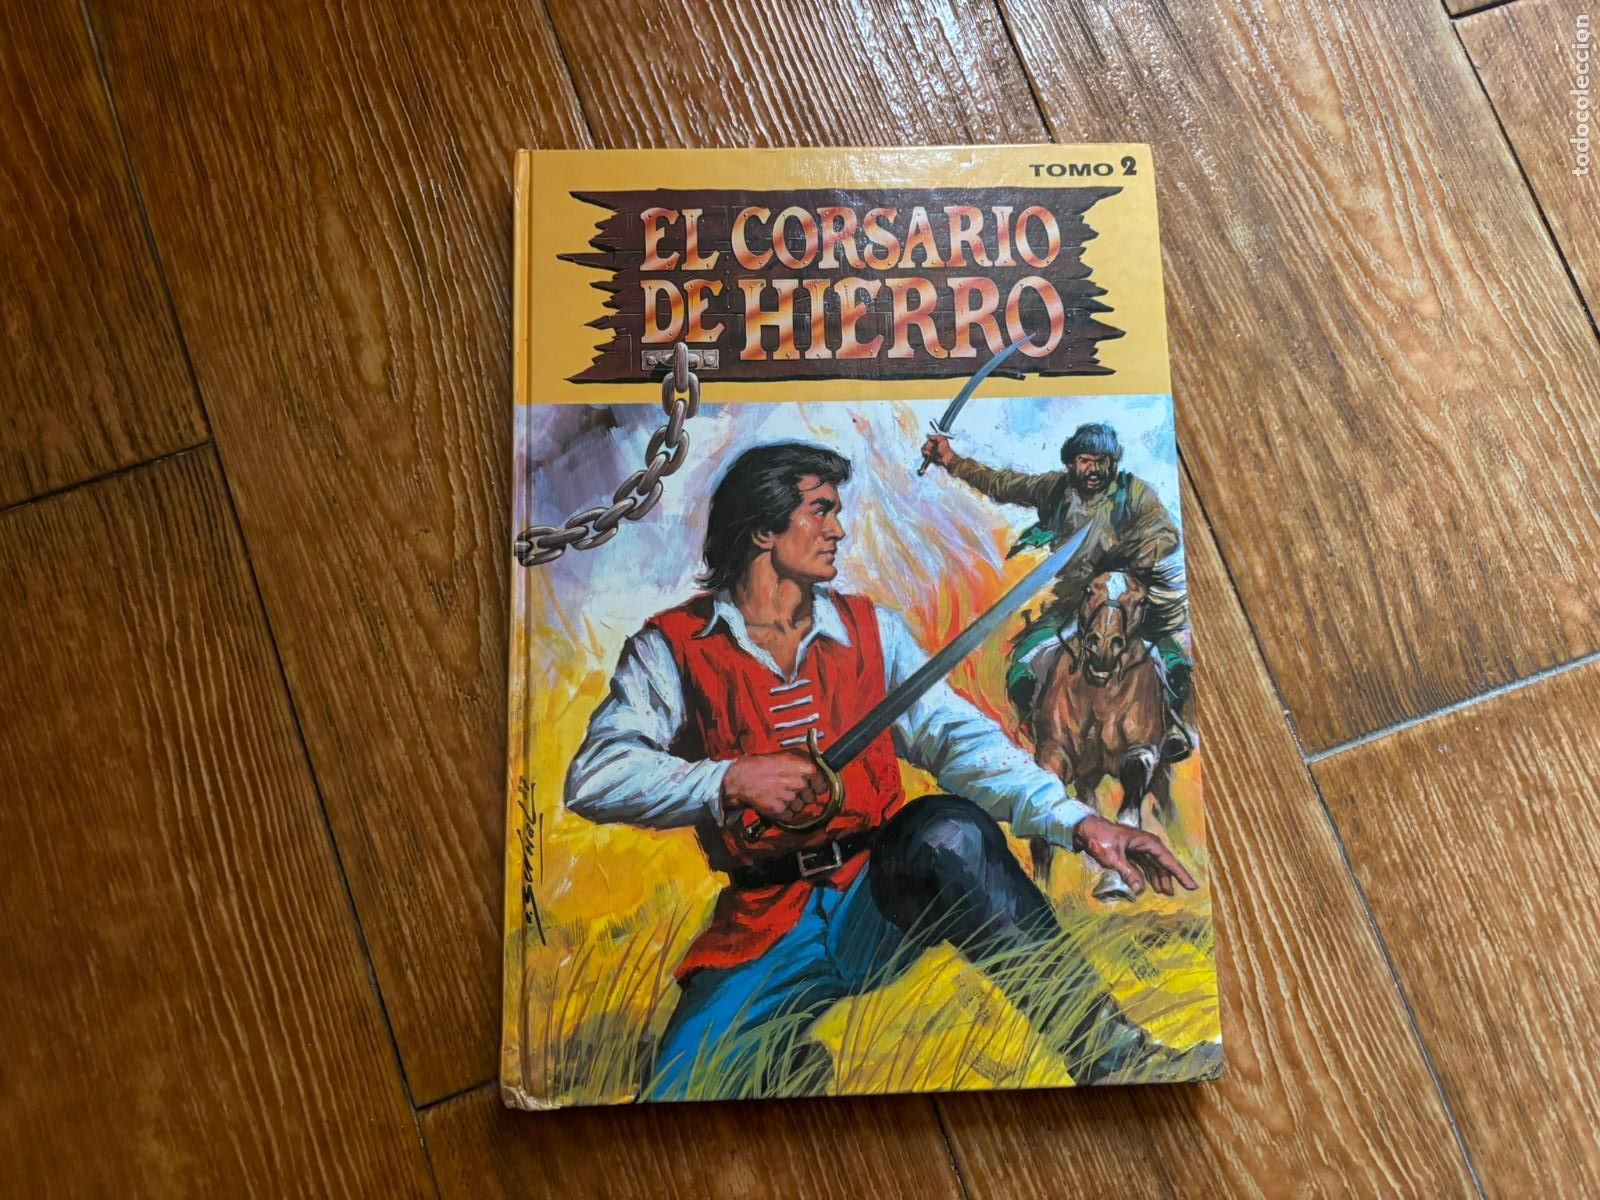 TOMO 2
EL CORSARIO
DE HIERRO
todocoleccion